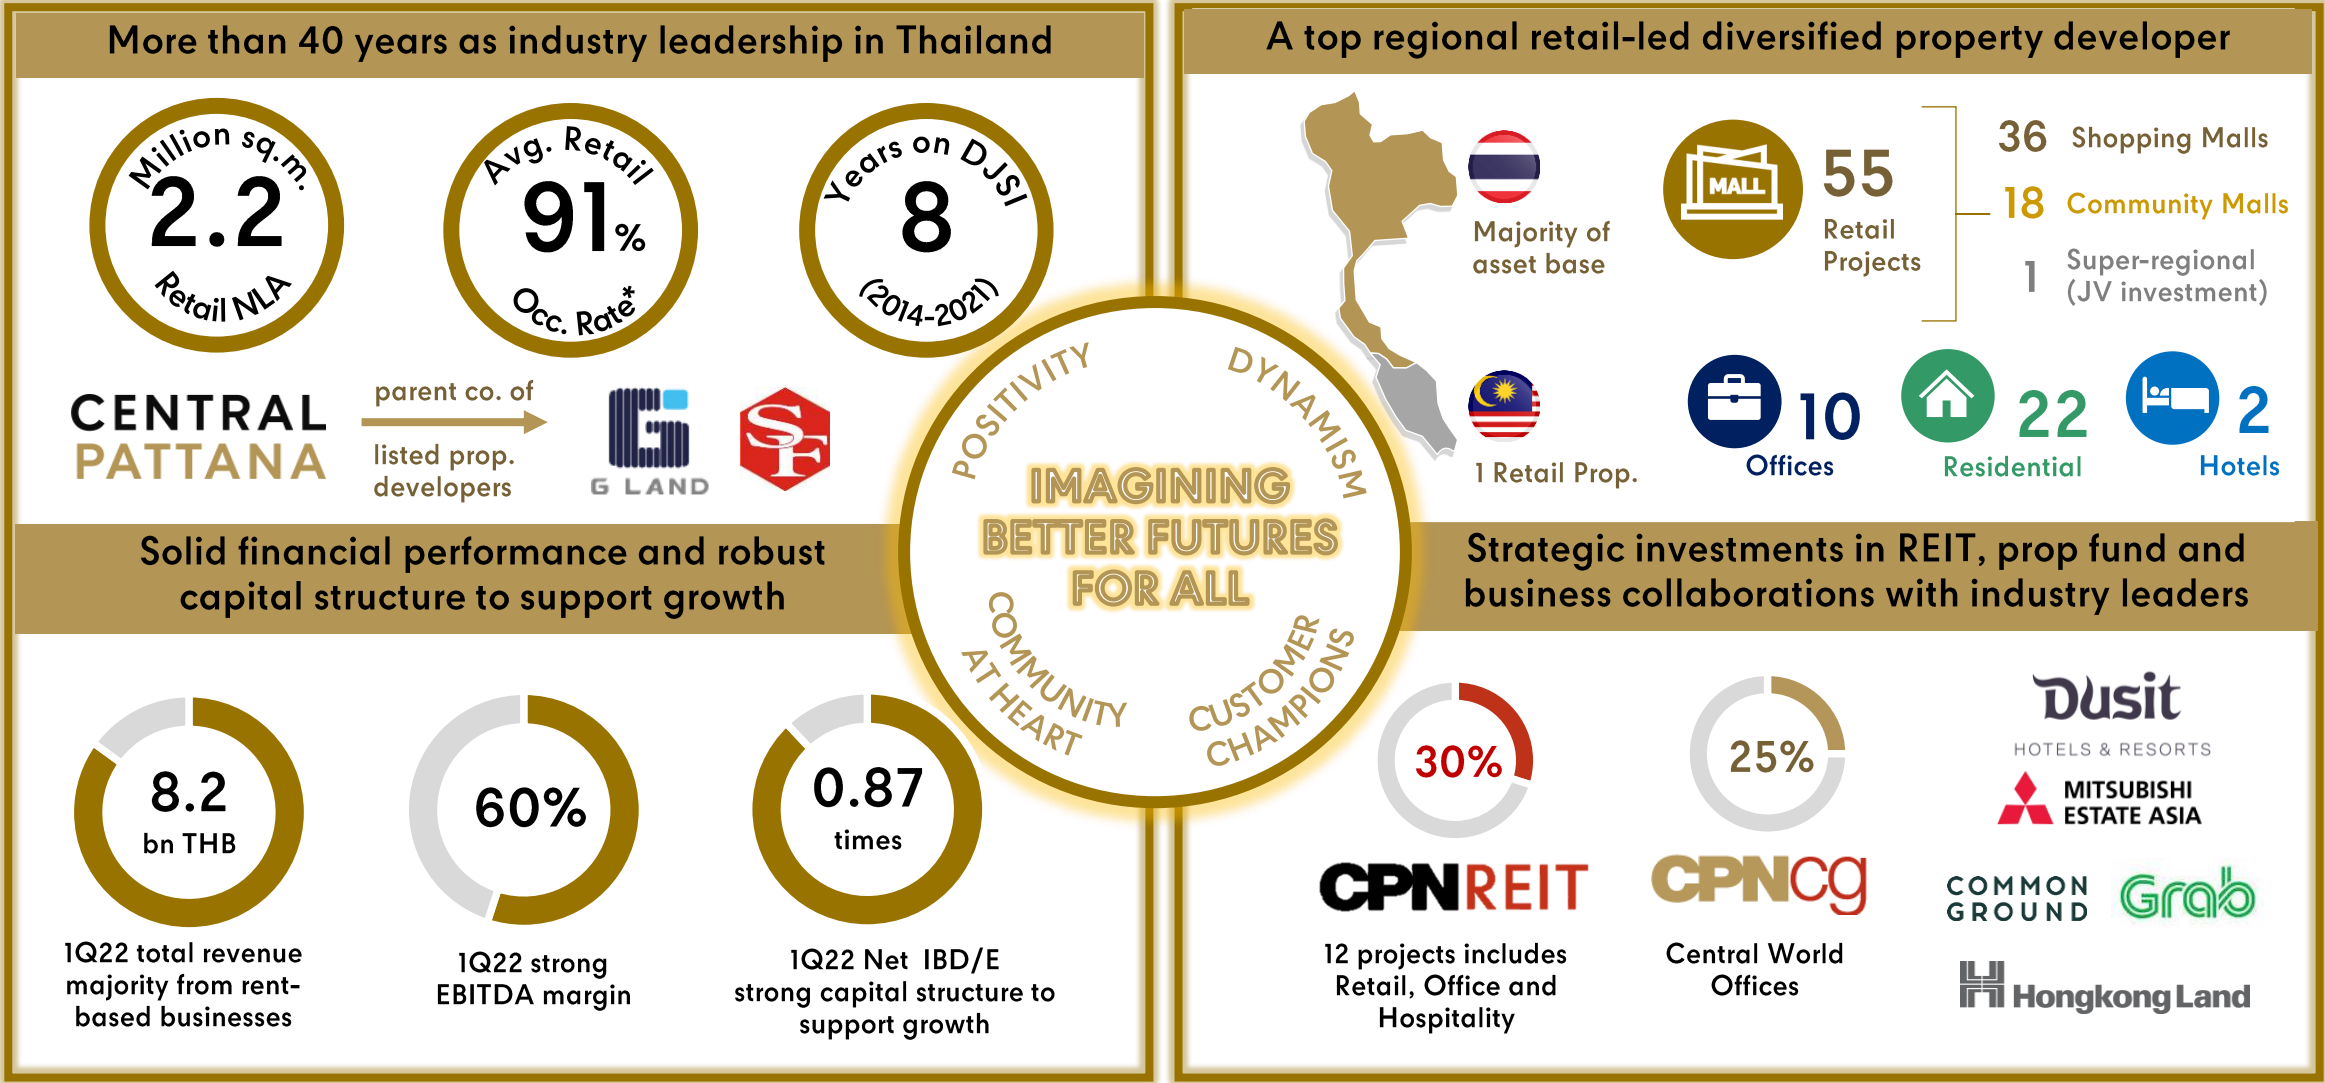 More than 40 years as industry leadership in Thailand
Million sq.m.
2.2
Retail NLA
Avg. Retail
91%
Occ. Rate*
Years on DJSI
8
(2014-2021)
CENTRAL
PATTANA
parent co. of
listed prop.
developers
G LAND
SF
A top regional retail-led diversified property developer
Majority of
asset base
1 Retail Prop.
MALL
55
Retail
Projects
36 Shopping Malls
18 Community Malls
1 Super-regional
(JV investment)
10
Offices
22
Residential
2
Hotels
POSITIVITY
DYNAMISM
IMAGINING
BETTER FUTURES
FOR ALL
COMMUNITY
AT HEART
CUSTOMER
CHAMPIONS
Solid financial performance and robust
capital structure to support growth
8.2
bn THB
1Q22 total revenue
majority from rent-
based businesses
60%
1Q22 strong
EBITDA margin
0.87
times
1Q22 Net IBD/E
strong capital structure to
support growth
Strategic investments in REIT, prop fund and
business collaborations with industry leaders
30%
CPNREIT
12 projects includes
Retail, Office and
Hospitality
25%
CPNCg
Central World
Offices
Dusit
HOTELS & RESORTS
MITSUBISHI
ESTATE ASIA
COMMON
GROUND
Grab
Hongkong Land